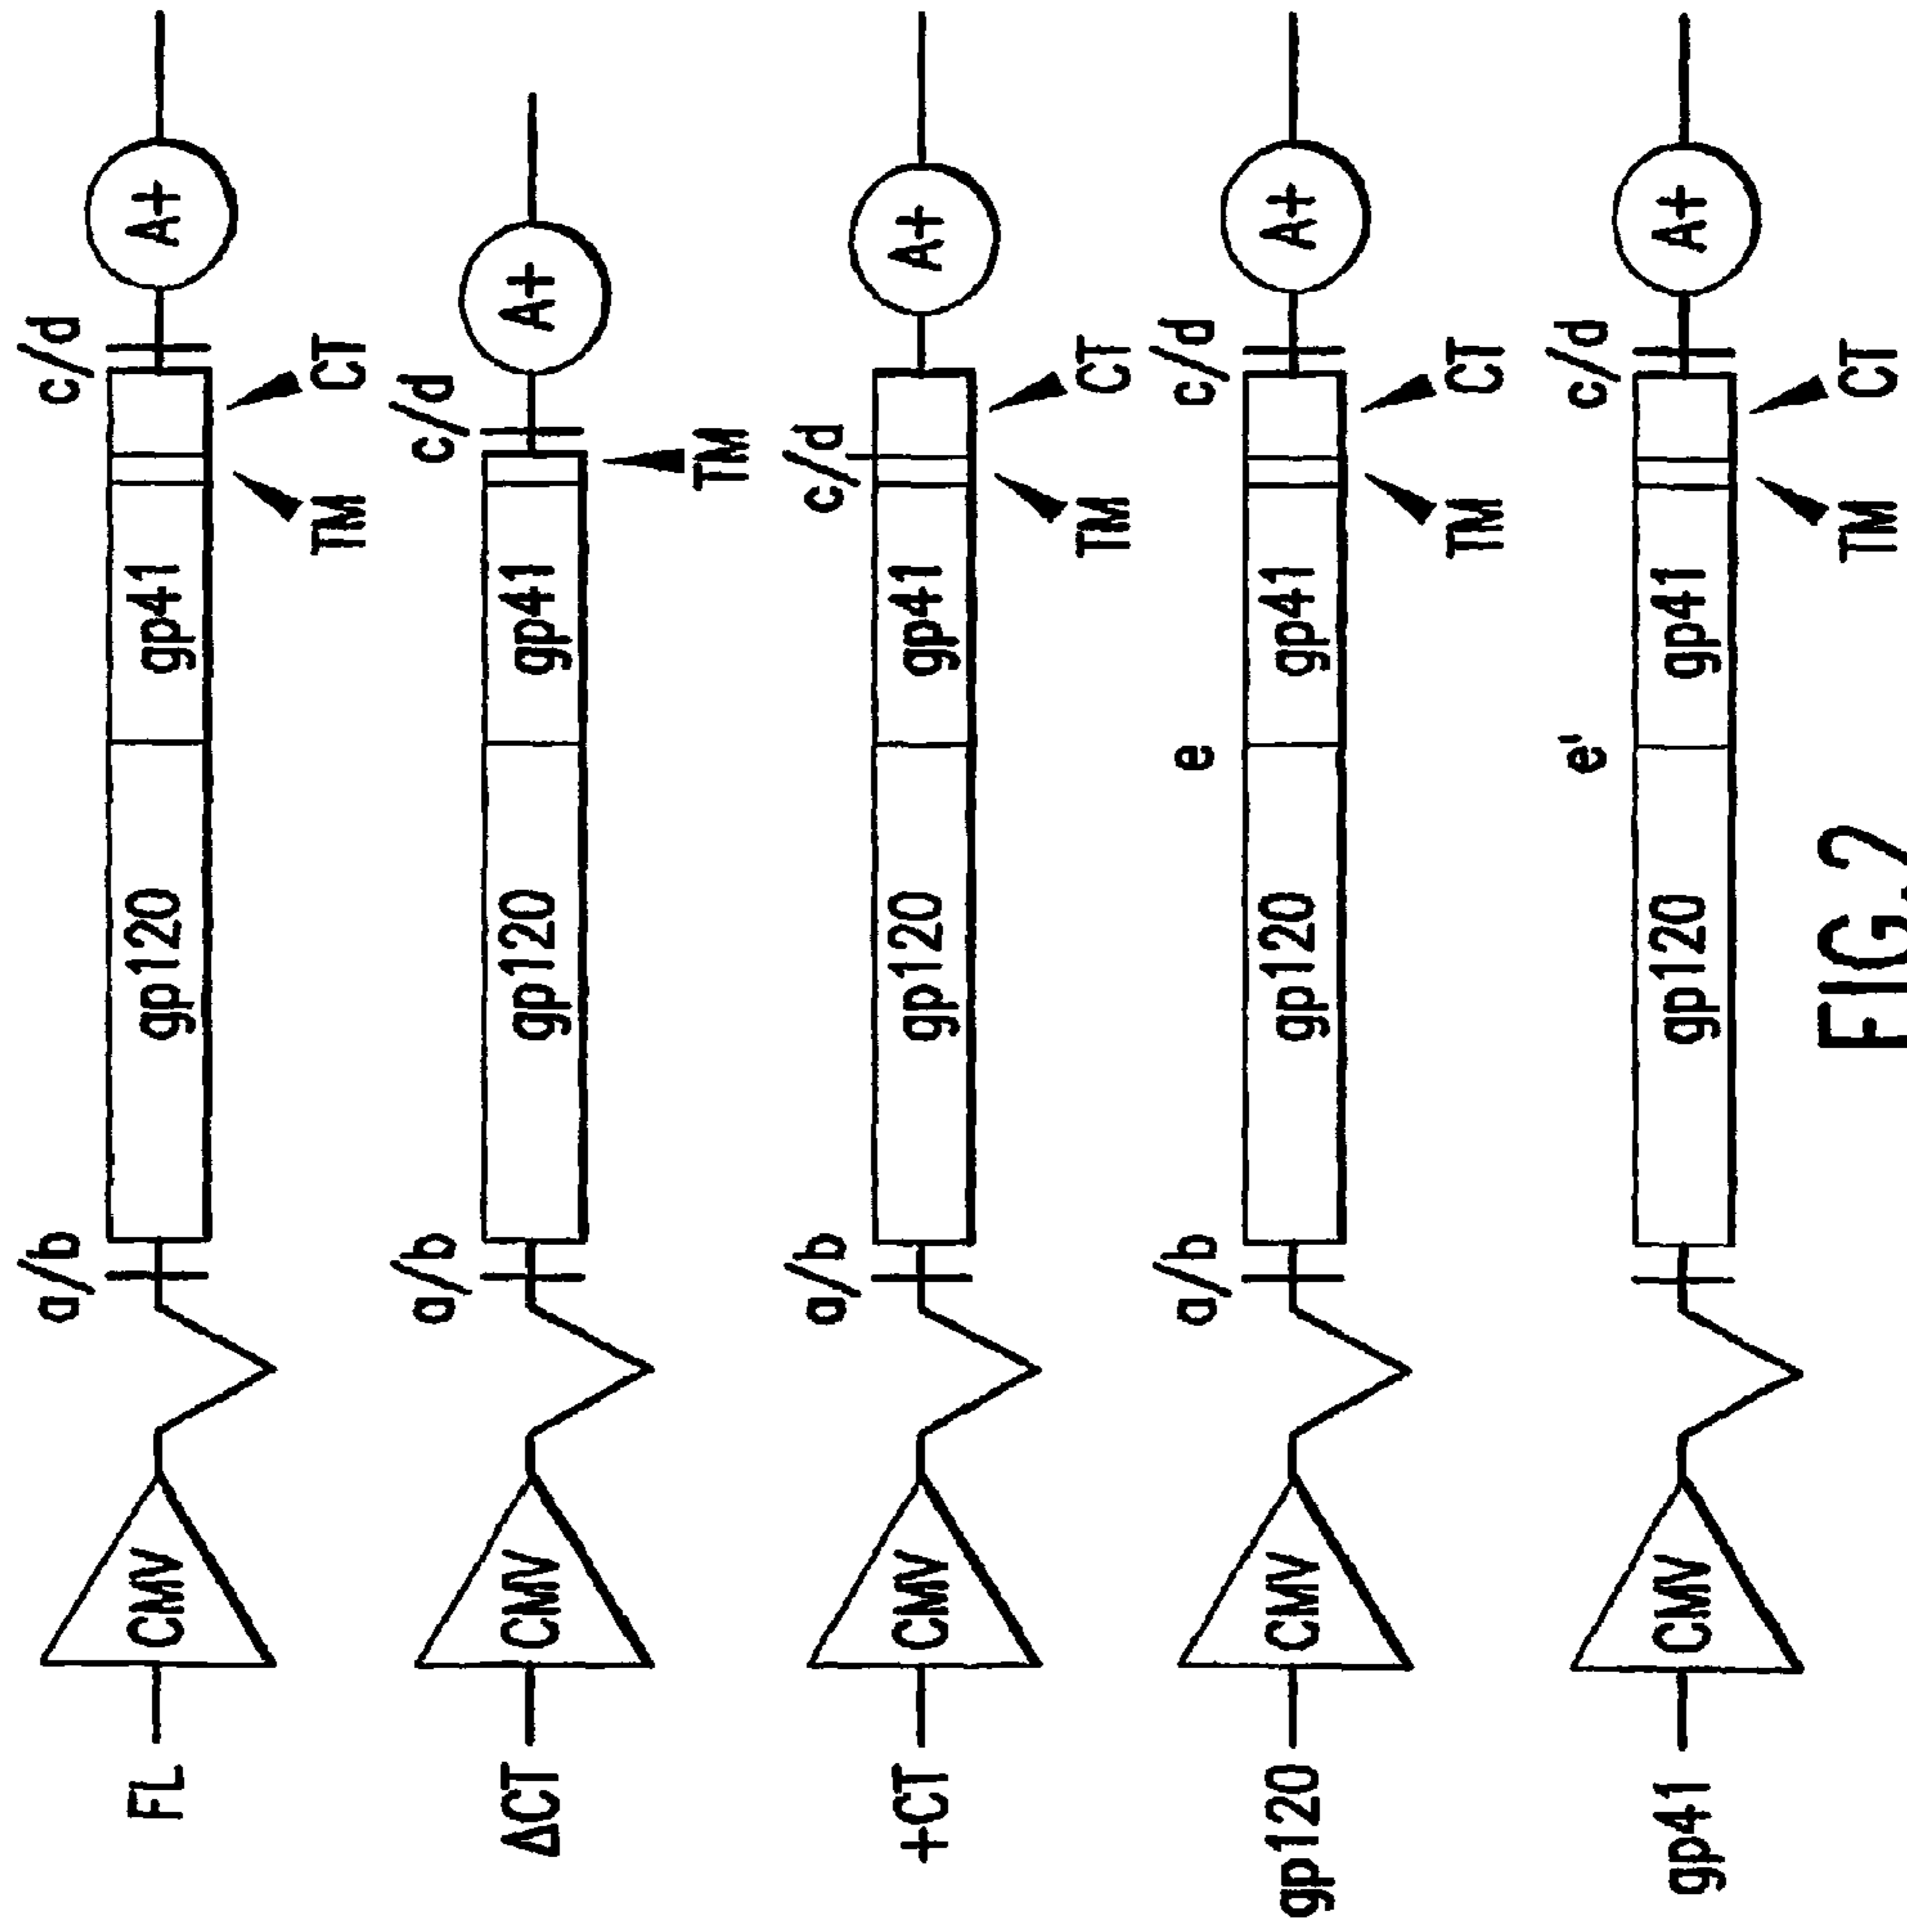 FL CMV a/b gp120 gp41 c/d A+
TM CT
ΔCT CMV a/b gp120 gp41 c/d A+
TM
+CT CMV a/b gp120 gp41 c/d A+
TM CT
gp120 CMV a/b gp120 e gp41 c/d A+
TM CT
gp41 CMV gp120 e' gp41 c/d A+
TM CT
FIG.2